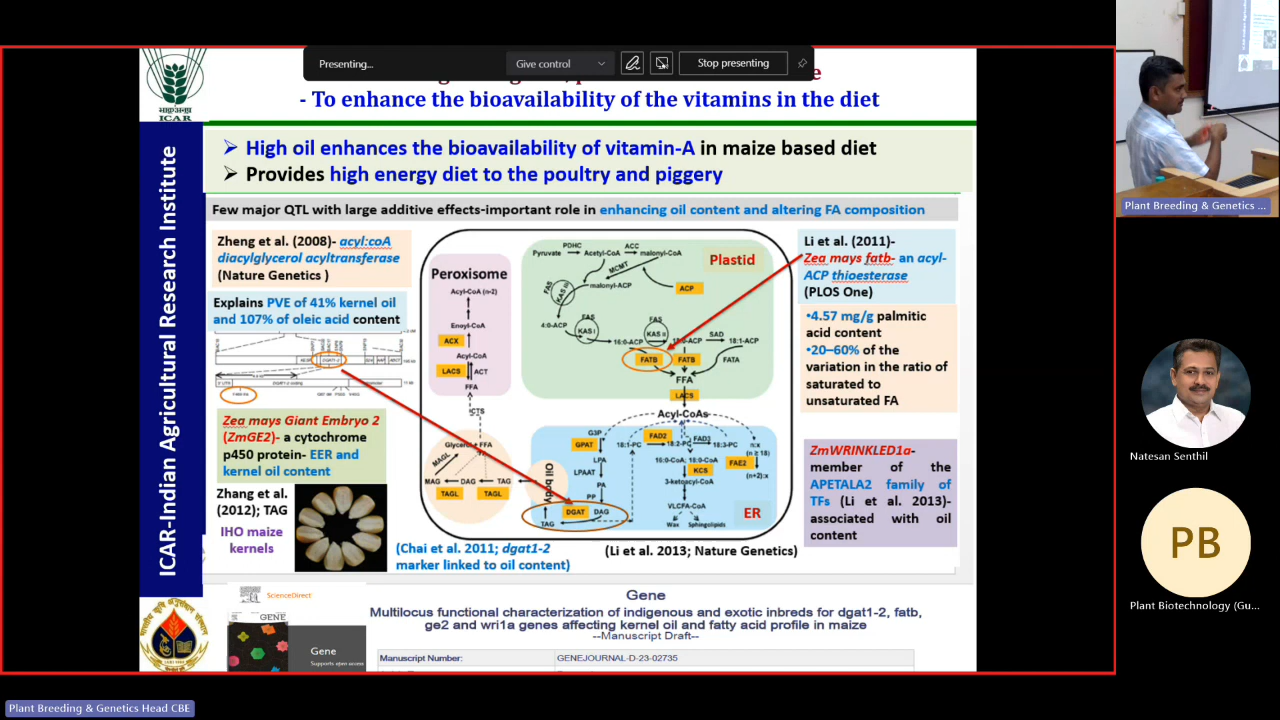 Presenting...
Give control
Stop presenting
e
- To enhance the bioavailability of the vitamins in the diet
ICAR
ICAR-Indian Agricultural Research Institute
➢ High oil enhances the bioavailability of vitamin-A in maize based diet
➢ Provides high energy diet to the poultry and piggery
Few major QTL with large additive effects-important role in enhancing oil content and altering FA composition
Zheng et al. (2008)- acyl:coA
diacylglycerol acyltransferase
(Nature Genetics )
Explains PVE of 41% kernel oil
and 107% of oleic acid content
Zea mays Giant Embryo 2
(ZmGE2)- a cytochrome
p450 protein- EER and
kernel oil content
Zhang et al.
(2012); TAG
IHO maize
kernels
Peroxisome
Acyl-CoA (n-2)
Enoyl-CoA
ACX
Acyl-CoA
LACS
ACT
FFA
CTS
Glycerol
FFA
MAGL
MAG
DAG
TAG
TAGL
TAGL
Oil body
Plastid
PDHC
ACC
Pyruvate
Acetyl-CoA
malonyl-CoA
MCMT
FAS
KAS III
malonyl-ACP
ACP
4:0-ACP
FAS
KAS I
16:0-ACP
FAS
KAS II
SAD
18:1-ACP
FATB
FATB
FATA
FFA
LACS
Acyl-CoAs
G3P
GPAT
LPA
LPAAT
PA
PP
DGAT
DAG
TAG
18:1-PC
FAD2
18:2-PC
FAD3
18:3-PC
n:x
(n ≥ 18)
16:0-CoA; 18:0-CoA
KCS
FAE2
3-ketoacyl-CoA
(n+2):x
VLCFA-CoA
Wax
Sphingolipids
ER
(Chai et al. 2011; dgat1-2
marker linked to oil content)
(Li et al. 2013; Nature Genetics)
Li et al. (2011)-
Zea mays fatb- an acyl-
ACP thioesterase
(PLOS One)
•4.57 mg/g palmitic
acid content
•20–60% of the
variation in the ratio of
saturated to
unsaturated FA
ZmWRINKLED1a-
member of the
APETALA2 family of
TFs (Li et al. 2013)-
associated with oil
content
ScienceDirect
GENE
Gene
Supports open access
Gene
Multilocus functional characterization of indigenous and exotic inbreds for dgat1-2, fatb,
ge2 and wri1a genes affecting kernel oil and fatty acid profile in maize
--Manuscript Draft--
Manuscript Number:
GENEJOURNAL-D-23-02735
Plant Breeding & Genetics ...
Natesan Senthil
PB
Plant Biotechnology (Gu...
Plant Breeding & Genetics Head CBE